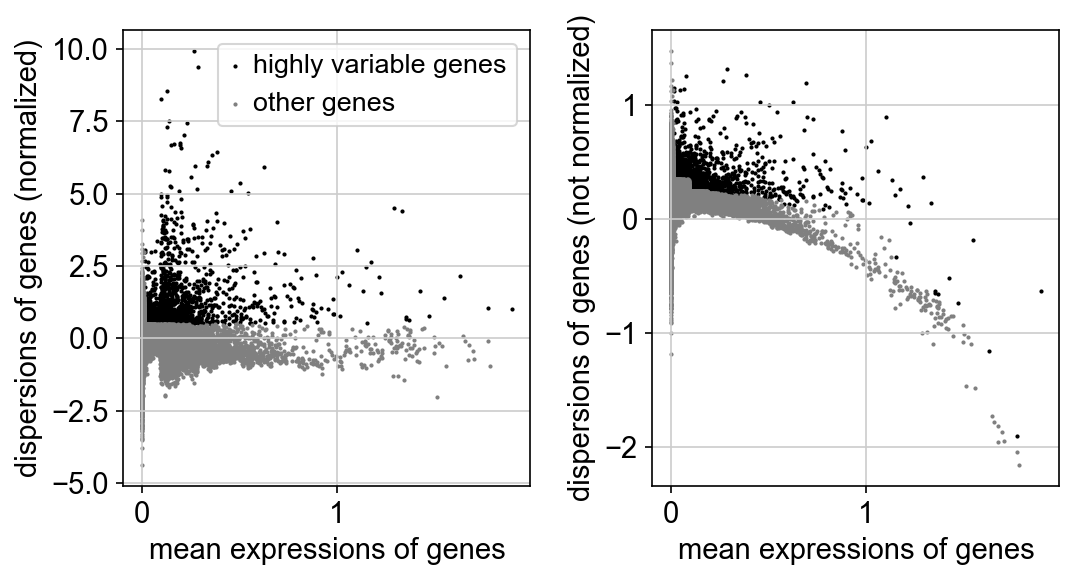 dispersions of genes (normalized)
10.0
7.5
5.0
2.5
0.0
−2.5
−5.0
0
1
mean expressions of genes
highly variable genes
other genes
dispersions of genes (not normalized)
1
0
−1
−2
0
1
mean expressions of genes